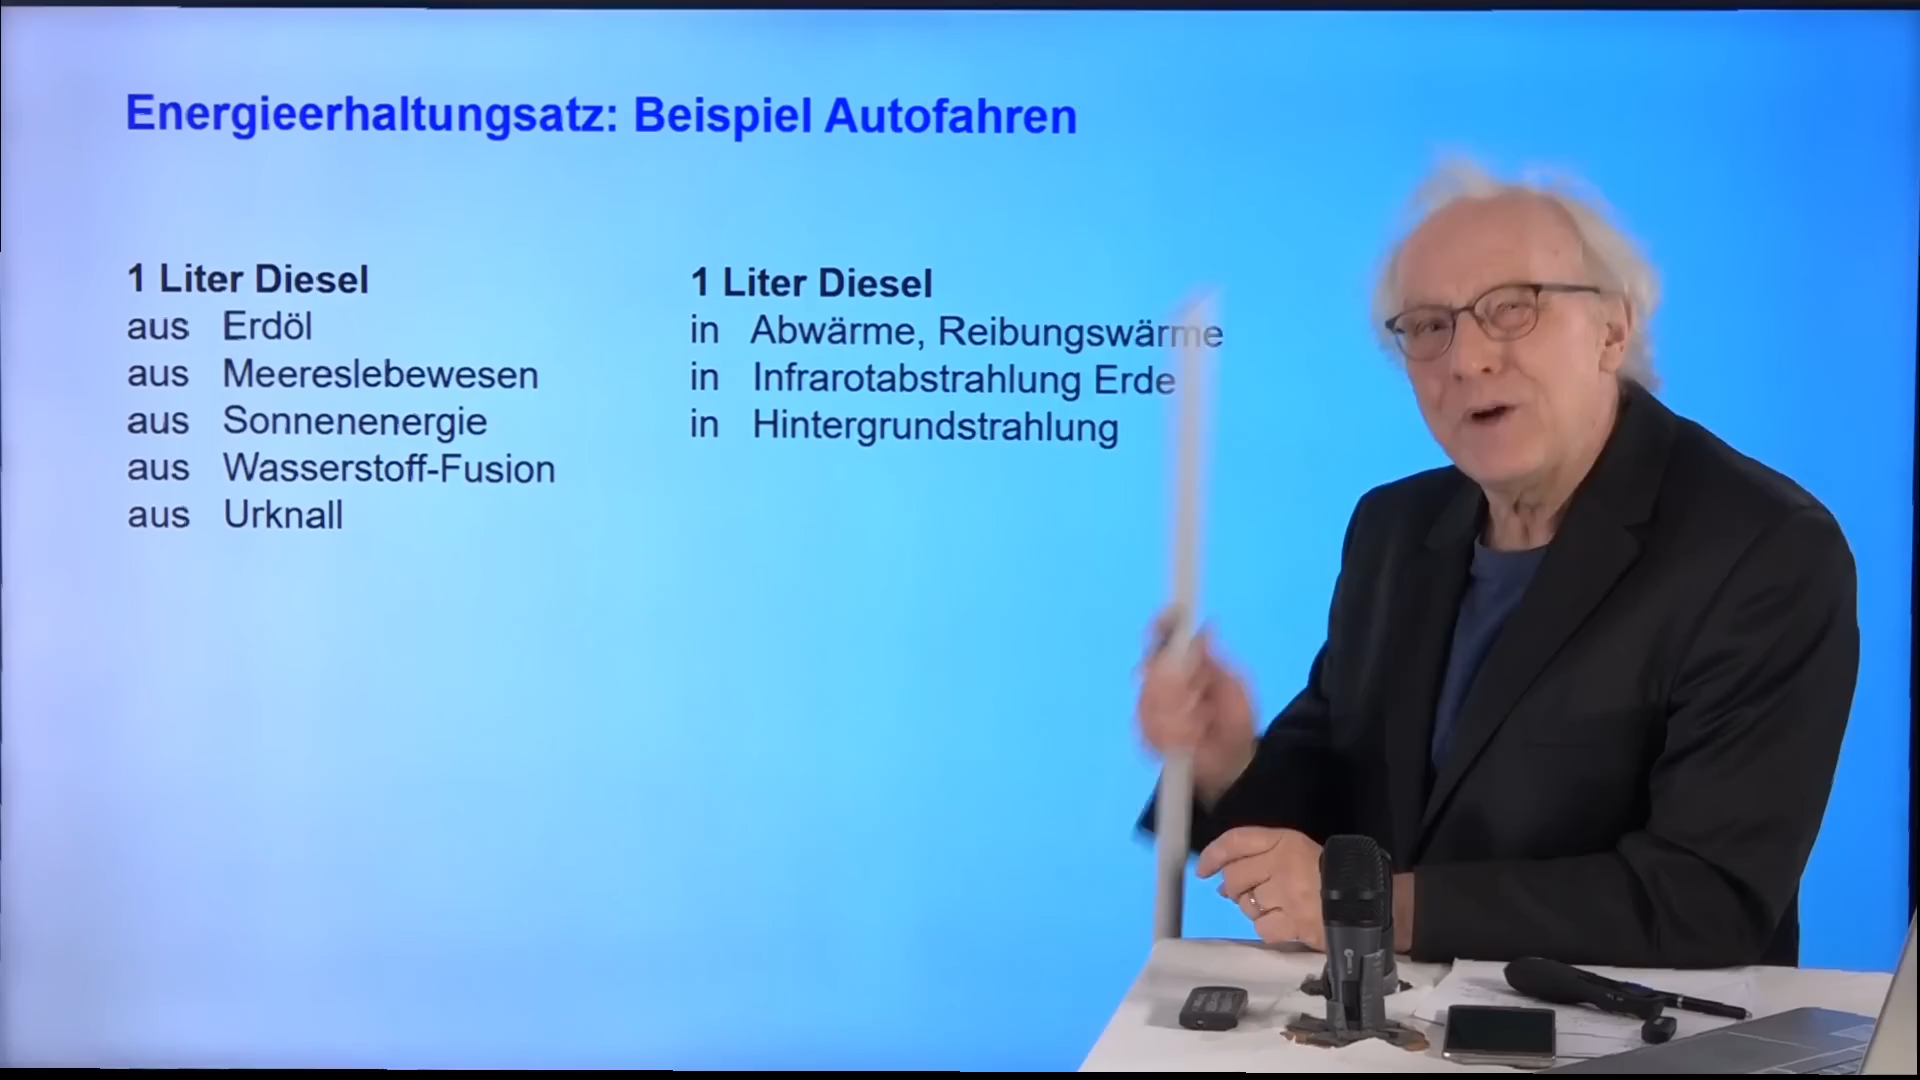 Energieerhaltungsatz: Beispiel Autofahren
1 Liter Diesel
aus Erdöl
aus Meereslebewesen
aus Sonnenenergie
aus Wasserstoff-Fusion
aus Urknall
1 Liter Diesel
in Abwärme, Reibungswärme
in Infrarotabstrahlung Erde
in Hintergrundstrahlung